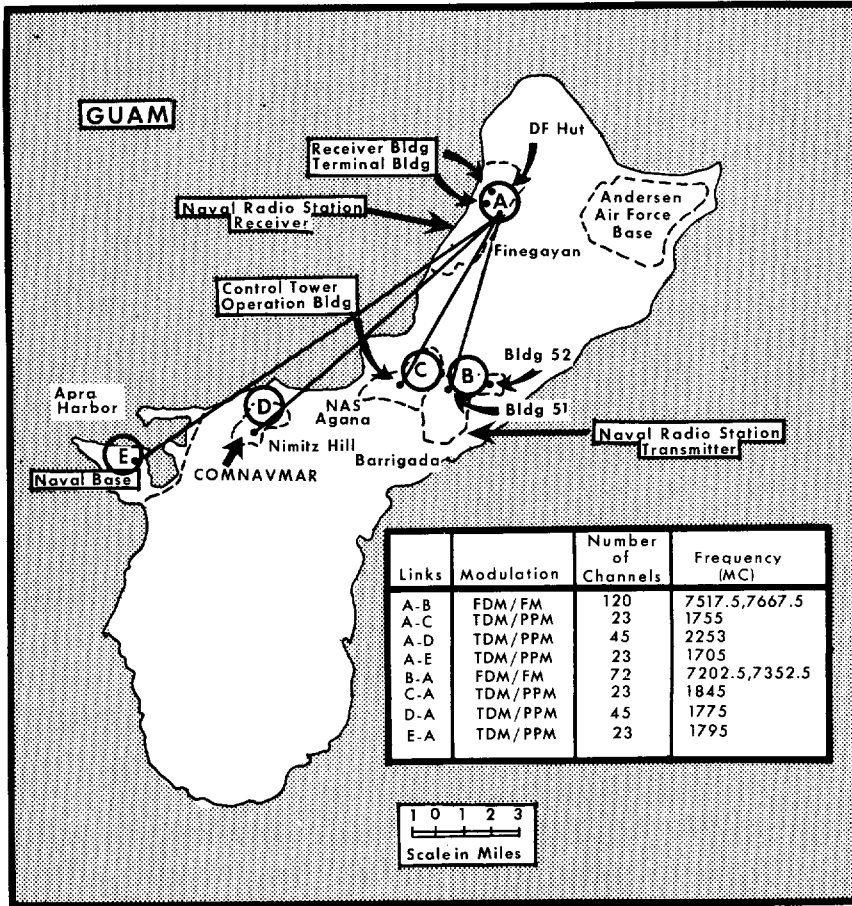 GUAM
DF Hut
Receiver Bldg
Terminal Bldg
A
Andersen
Air Force
Base
Naval Radio Station
Receiver
Finegayan
Control Tower
Operation Bldg
C
B
Bldg 52
Apra
Harbor
D
NAS
Agana
Bldg 51
Nimitz Hill
Naval Radio Station
Transmitter
E
Barrigada
Naval Base
COMNAVMAR
Links Modulation Number of Channels Frequency (MC)
A-B FDM/FM 120 7517.5,7667.5
A-C TDM/PPM 23 1755
A-D TDM/PPM 45 2253
A-E TDM/PPM 23 1705
B-A FDM/FM 72 7202.5,7352.5
C-A TDM/PPM 23 1845
D-A TDM/PPM 45 1775
E-A TDM/PPM 23 1795
1 0 1 2 3
Scale in Miles